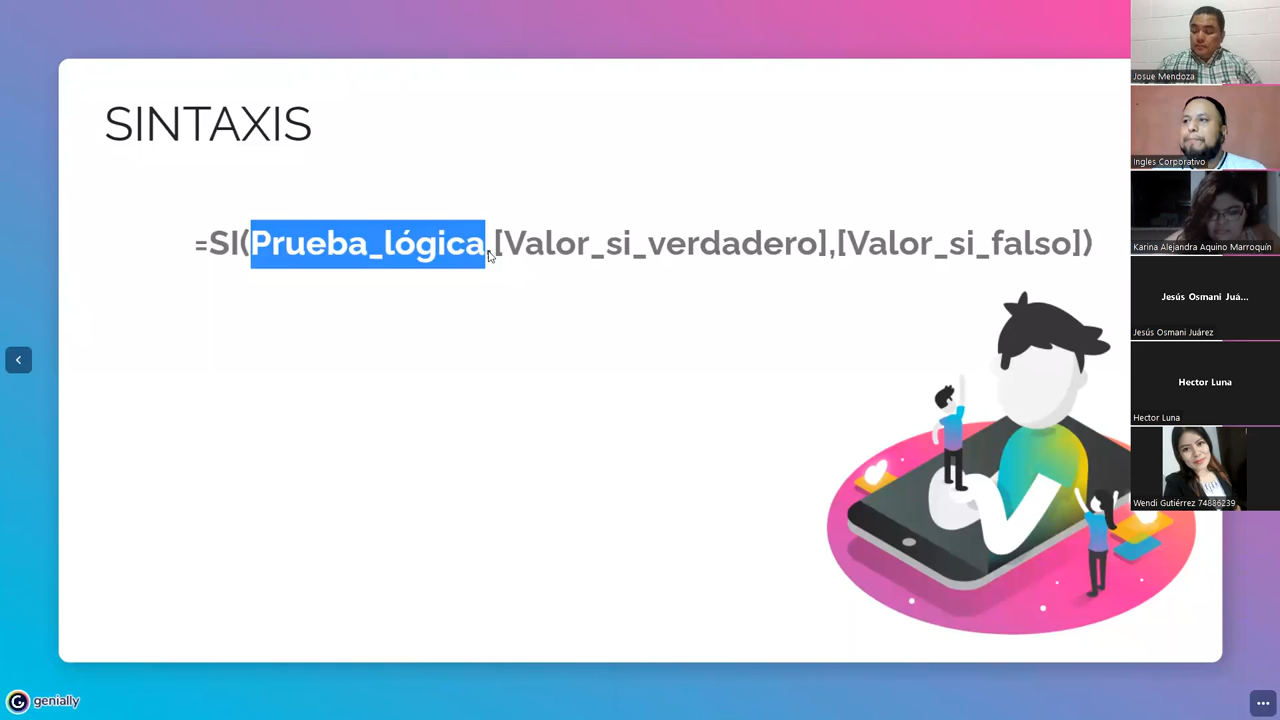 SINTAXIS
=SI(Prueba_lógica,[Valor_si_verdadero],[Valor_si_falso])
Josue Mendoza
Ingles Corporativo
Karina Alejandra Aquino Marroquín
Jesús Osmani Juá...
Jesús Osmani Juárez
Hector Luna
Hector Luna
Wendi Gutiérrez 74886239
genially